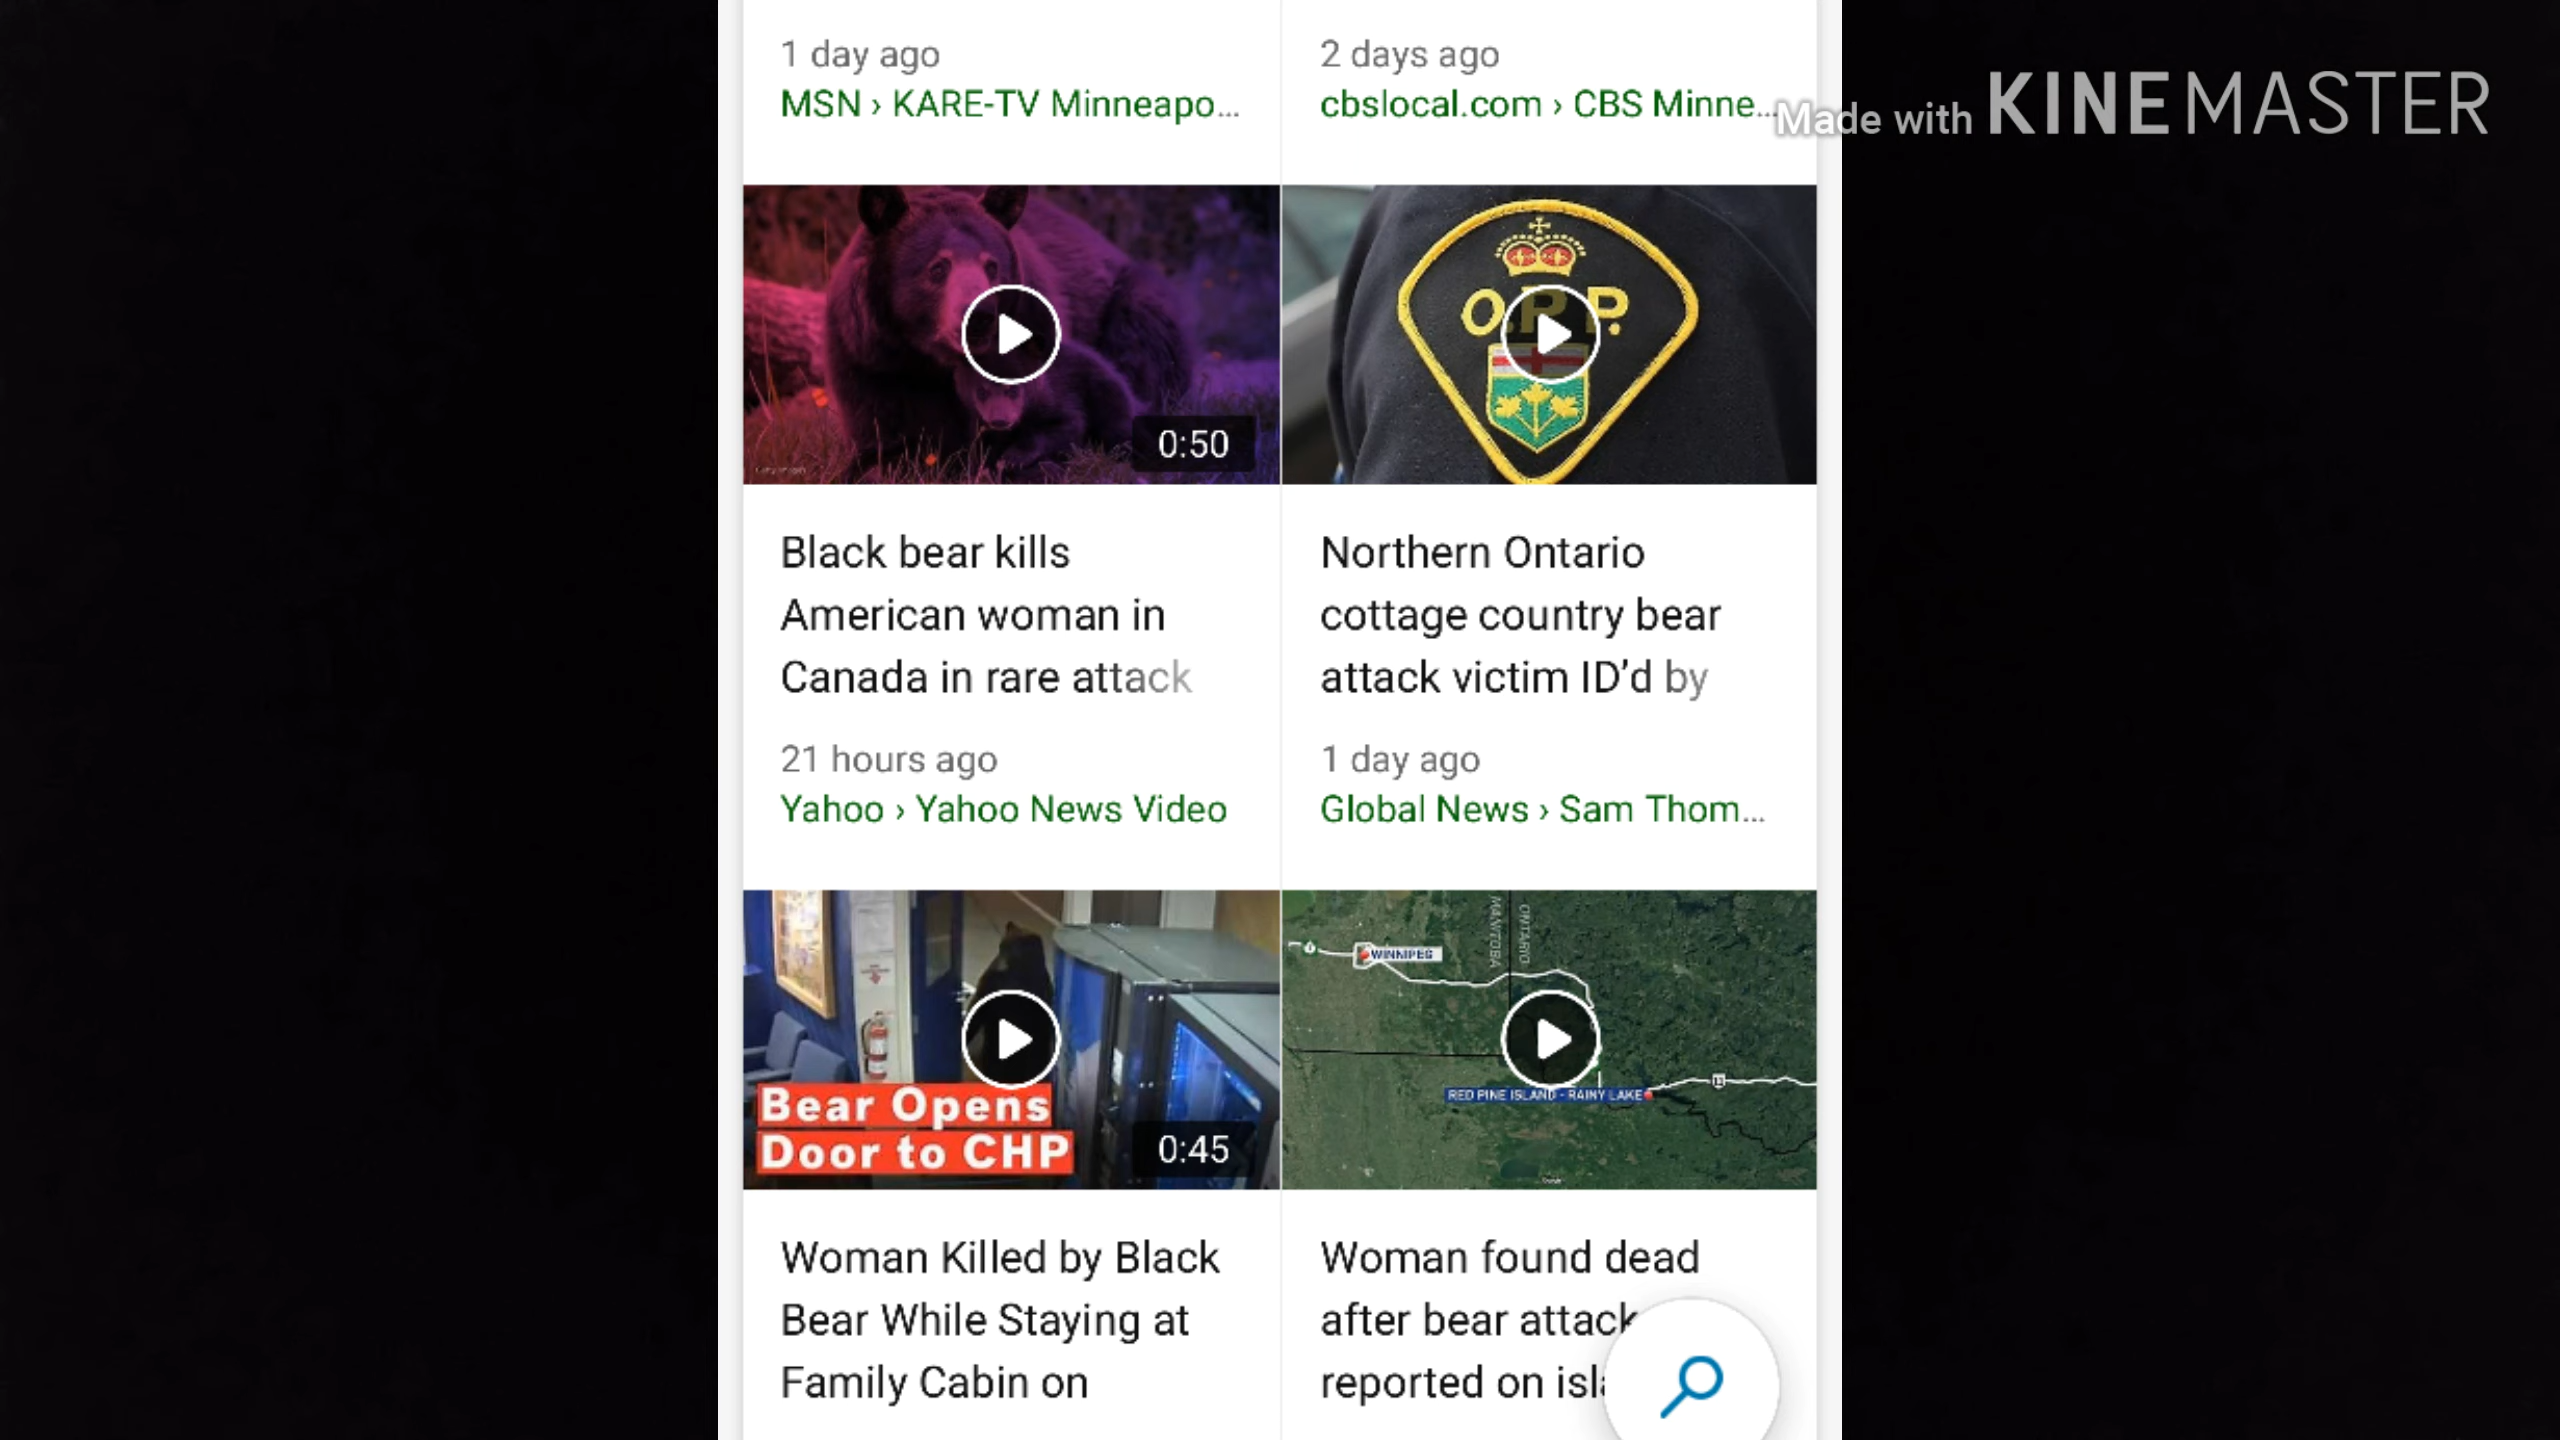 1 day ago
MSN › KARE-TV Minneapo...
2 days ago
cbslocal.com › CBS Minne...
Made with KINEMASTER
0:50
O.P.P.
Black bear kills
American woman in
Canada in rare attack
21 hours ago
Yahoo › Yahoo News Video
Northern Ontario
cottage country bear
attack victim ID’d by
1 day ago
Global News › Sam Thom...
Bear Opens
Door to CHP
0:45
WINNIPEG
MANITOBA
ONTARIO
RED PINE ISLAND - RAINY LAKE
Woman Killed by Black
Bear While Staying at
Family Cabin on
Woman found dead
after bear attack
reported on isl